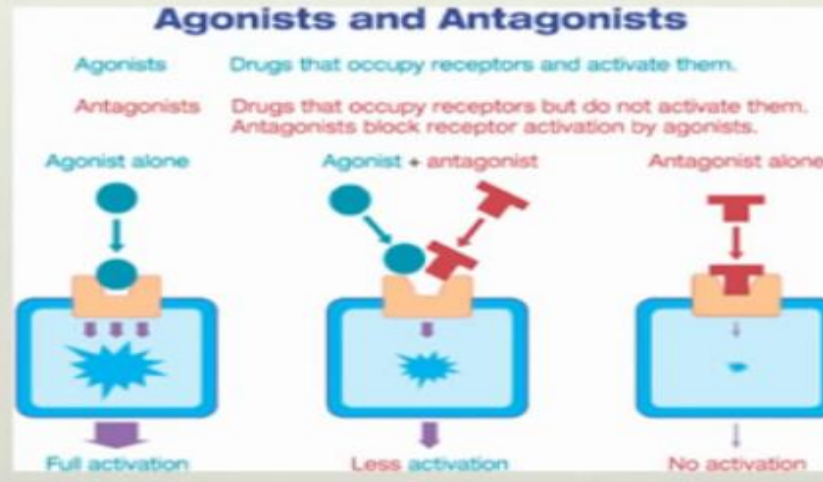 Agonists and Antagonists
Agonists Drugs that occupy receptors and activate them.
Antagonists Drugs that occupy receptors but do not activate them.
Antagonists block receptor activation by agonists.
Agonist alone
Agonist + antagonist
Antagonist alone
Full activation
Less activation
No activation